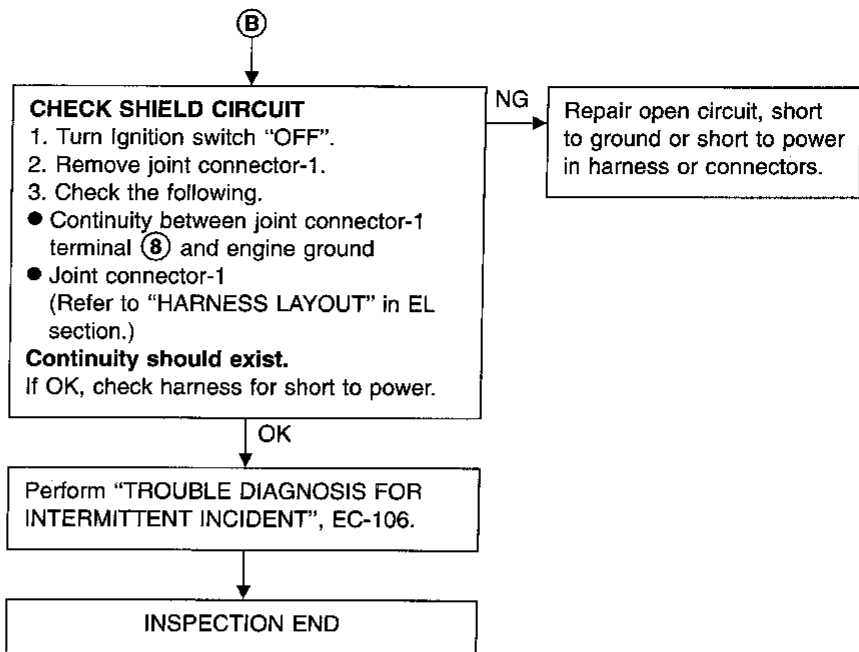 B
CHECK SHIELD CIRCUIT
1. Turn Ignition switch “OFF”.
2. Remove joint connector-1.
3. Check the following.
● Continuity between joint connector-1
terminal ⑧ and engine ground
● Joint connector-1
(Refer to “HARNESS LAYOUT” in EL
section.)
Continuity should exist.
If OK, check harness for short to power.
NG
Repair open circuit, short
to ground or short to power
in harness or connectors.
OK
Perform “TROUBLE DIAGNOSIS FOR
INTERMITTENT INCIDENT”, EC-106.
INSPECTION END